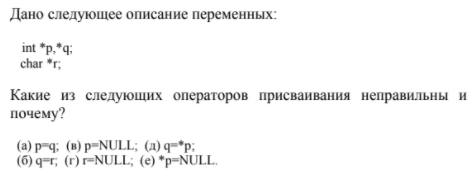 Дано следующее описание переменных:
int *p,*q;
char *r;
Какие из следующих операторов присваивания неправильны и
почему?
(а) p=q; (в) p=NULL; (д) q=*p;
(б) q=r; (г) r=NULL; (е) *p=NULL.